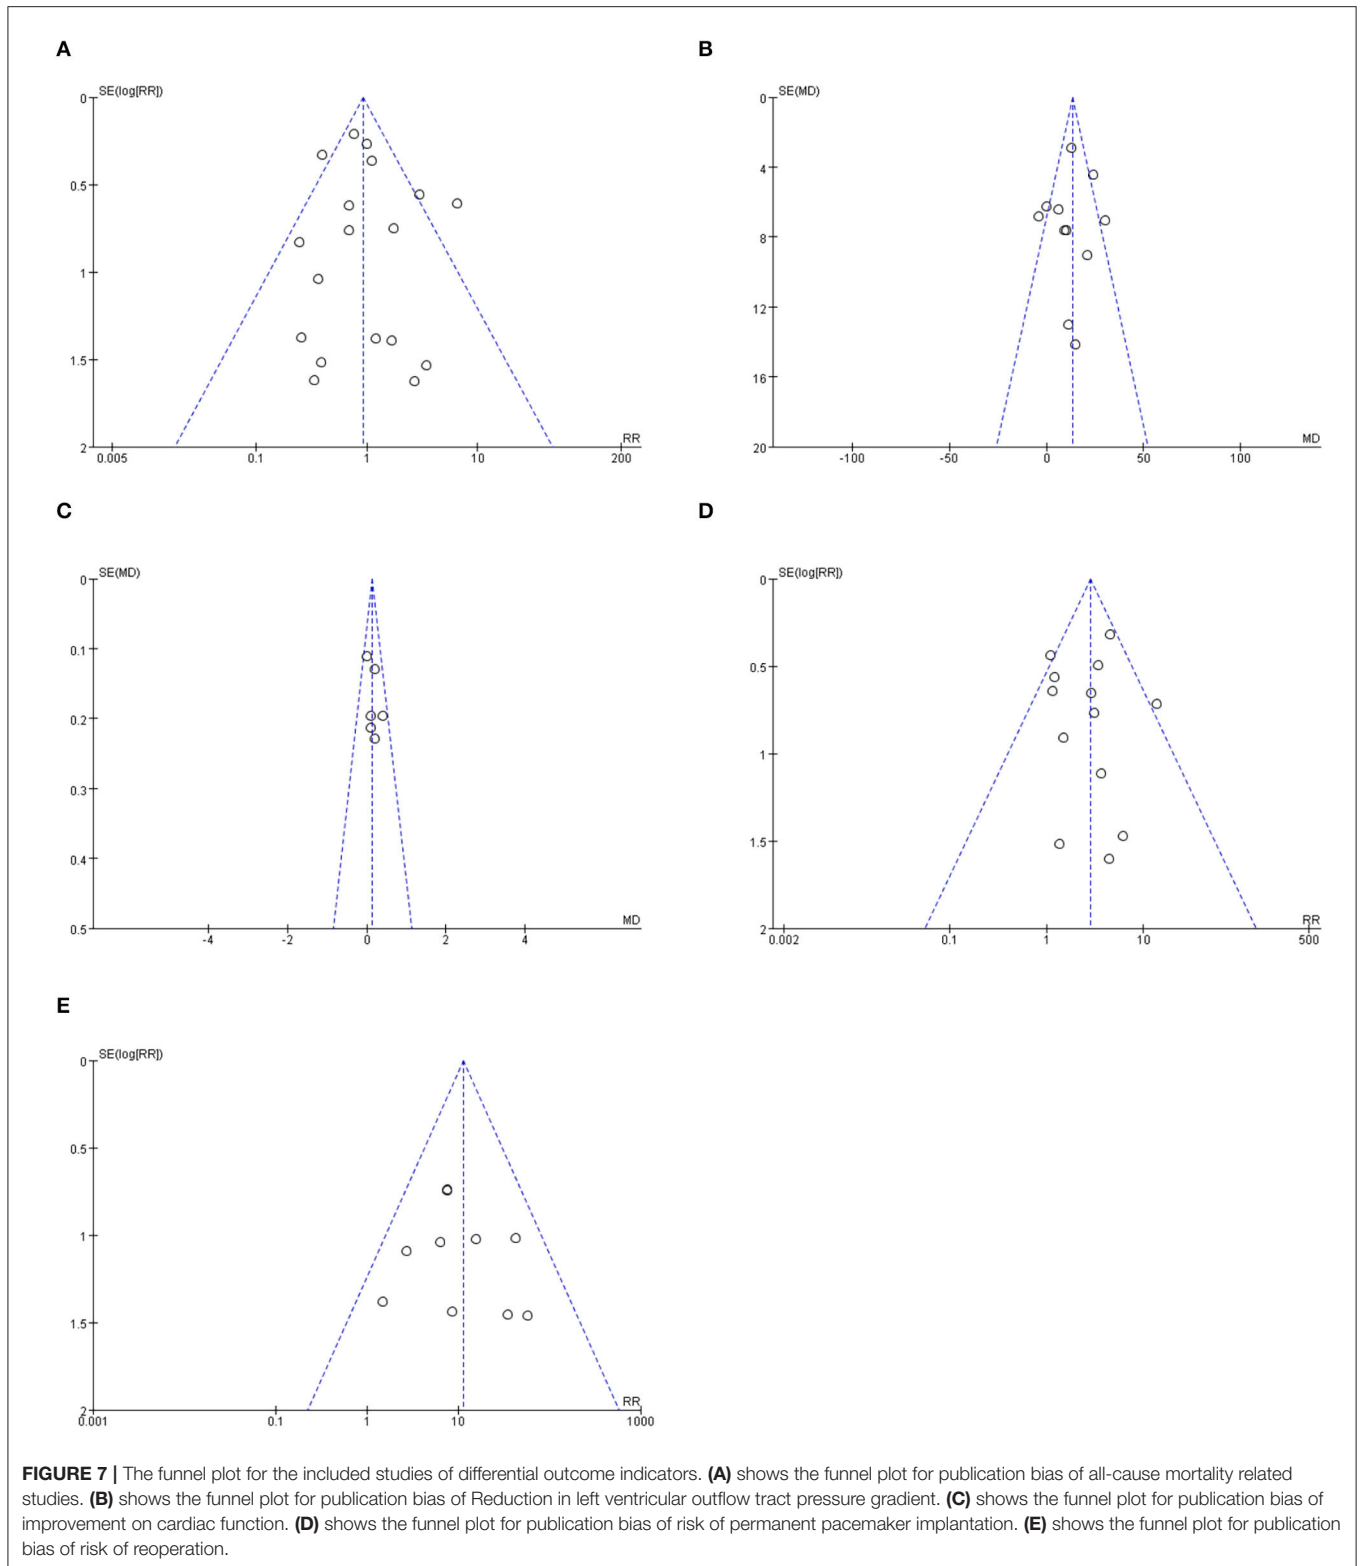 A
SE(log[RR])
0
0.5
1
1.5
2
RR
0.005 0.1 1 10 200
B
SE(MD)
0
4
8
12
16
20
MD
-100 -50 0 50 100
C
SE(MD)
0
0.1
0.2
0.3
0.4
0.5
MD
-4 -2 0 2 4
D
SE(log[RR])
0
0.5
1
1.5
2
RR
0.002 0.1 1 10 500
E
SE(log[RR])
0
0.5
1
1.5
2
RR
0.001 0.1 1 10 1000
FIGURE 7 | The funnel plot for the included studies of differential outcome indicators. (A) shows the funnel plot for publication bias of all-cause mortality related
studies. (B) shows the funnel plot for publication bias of Reduction in left ventricular outflow tract pressure gradient. (C) shows the funnel plot for publication bias of
improvement on cardiac function. (D) shows the funnel plot for publication bias of risk of permanent pacemaker implantation. (E) shows the funnel plot for publication
bias of risk of reoperation.